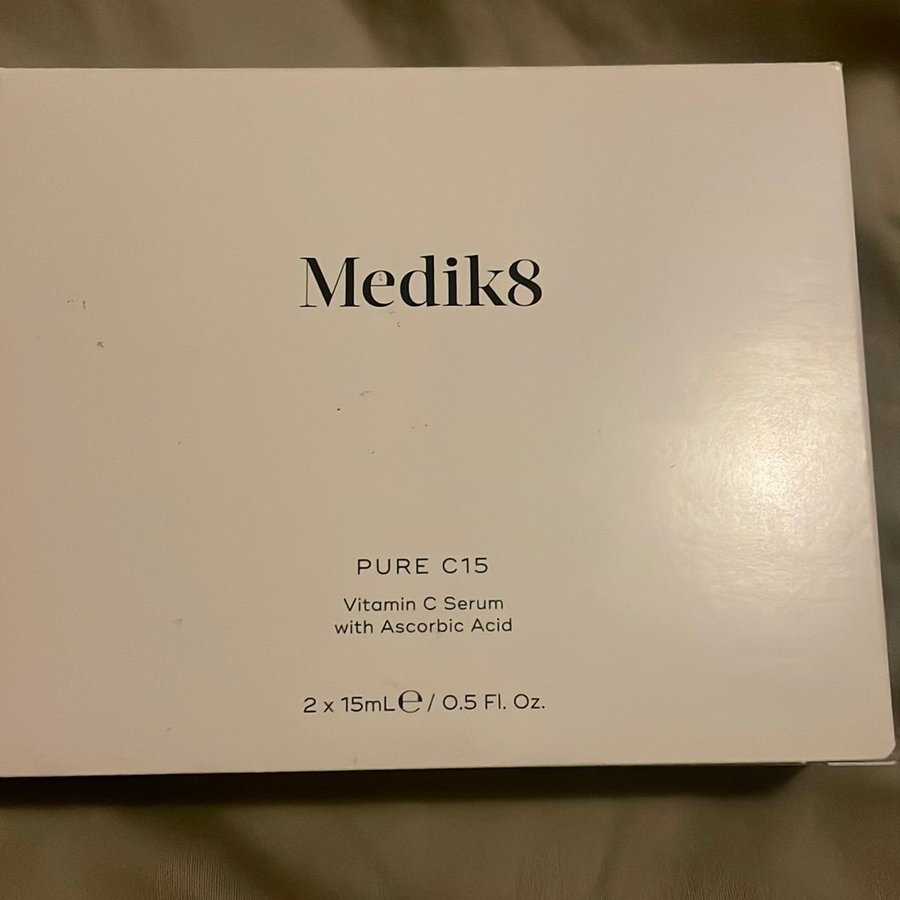 Medik8
PURE C15
Vitamin C Serum
with Ascorbic Acid
2 x 15mL℮ / 0.5 Fl. Oz.